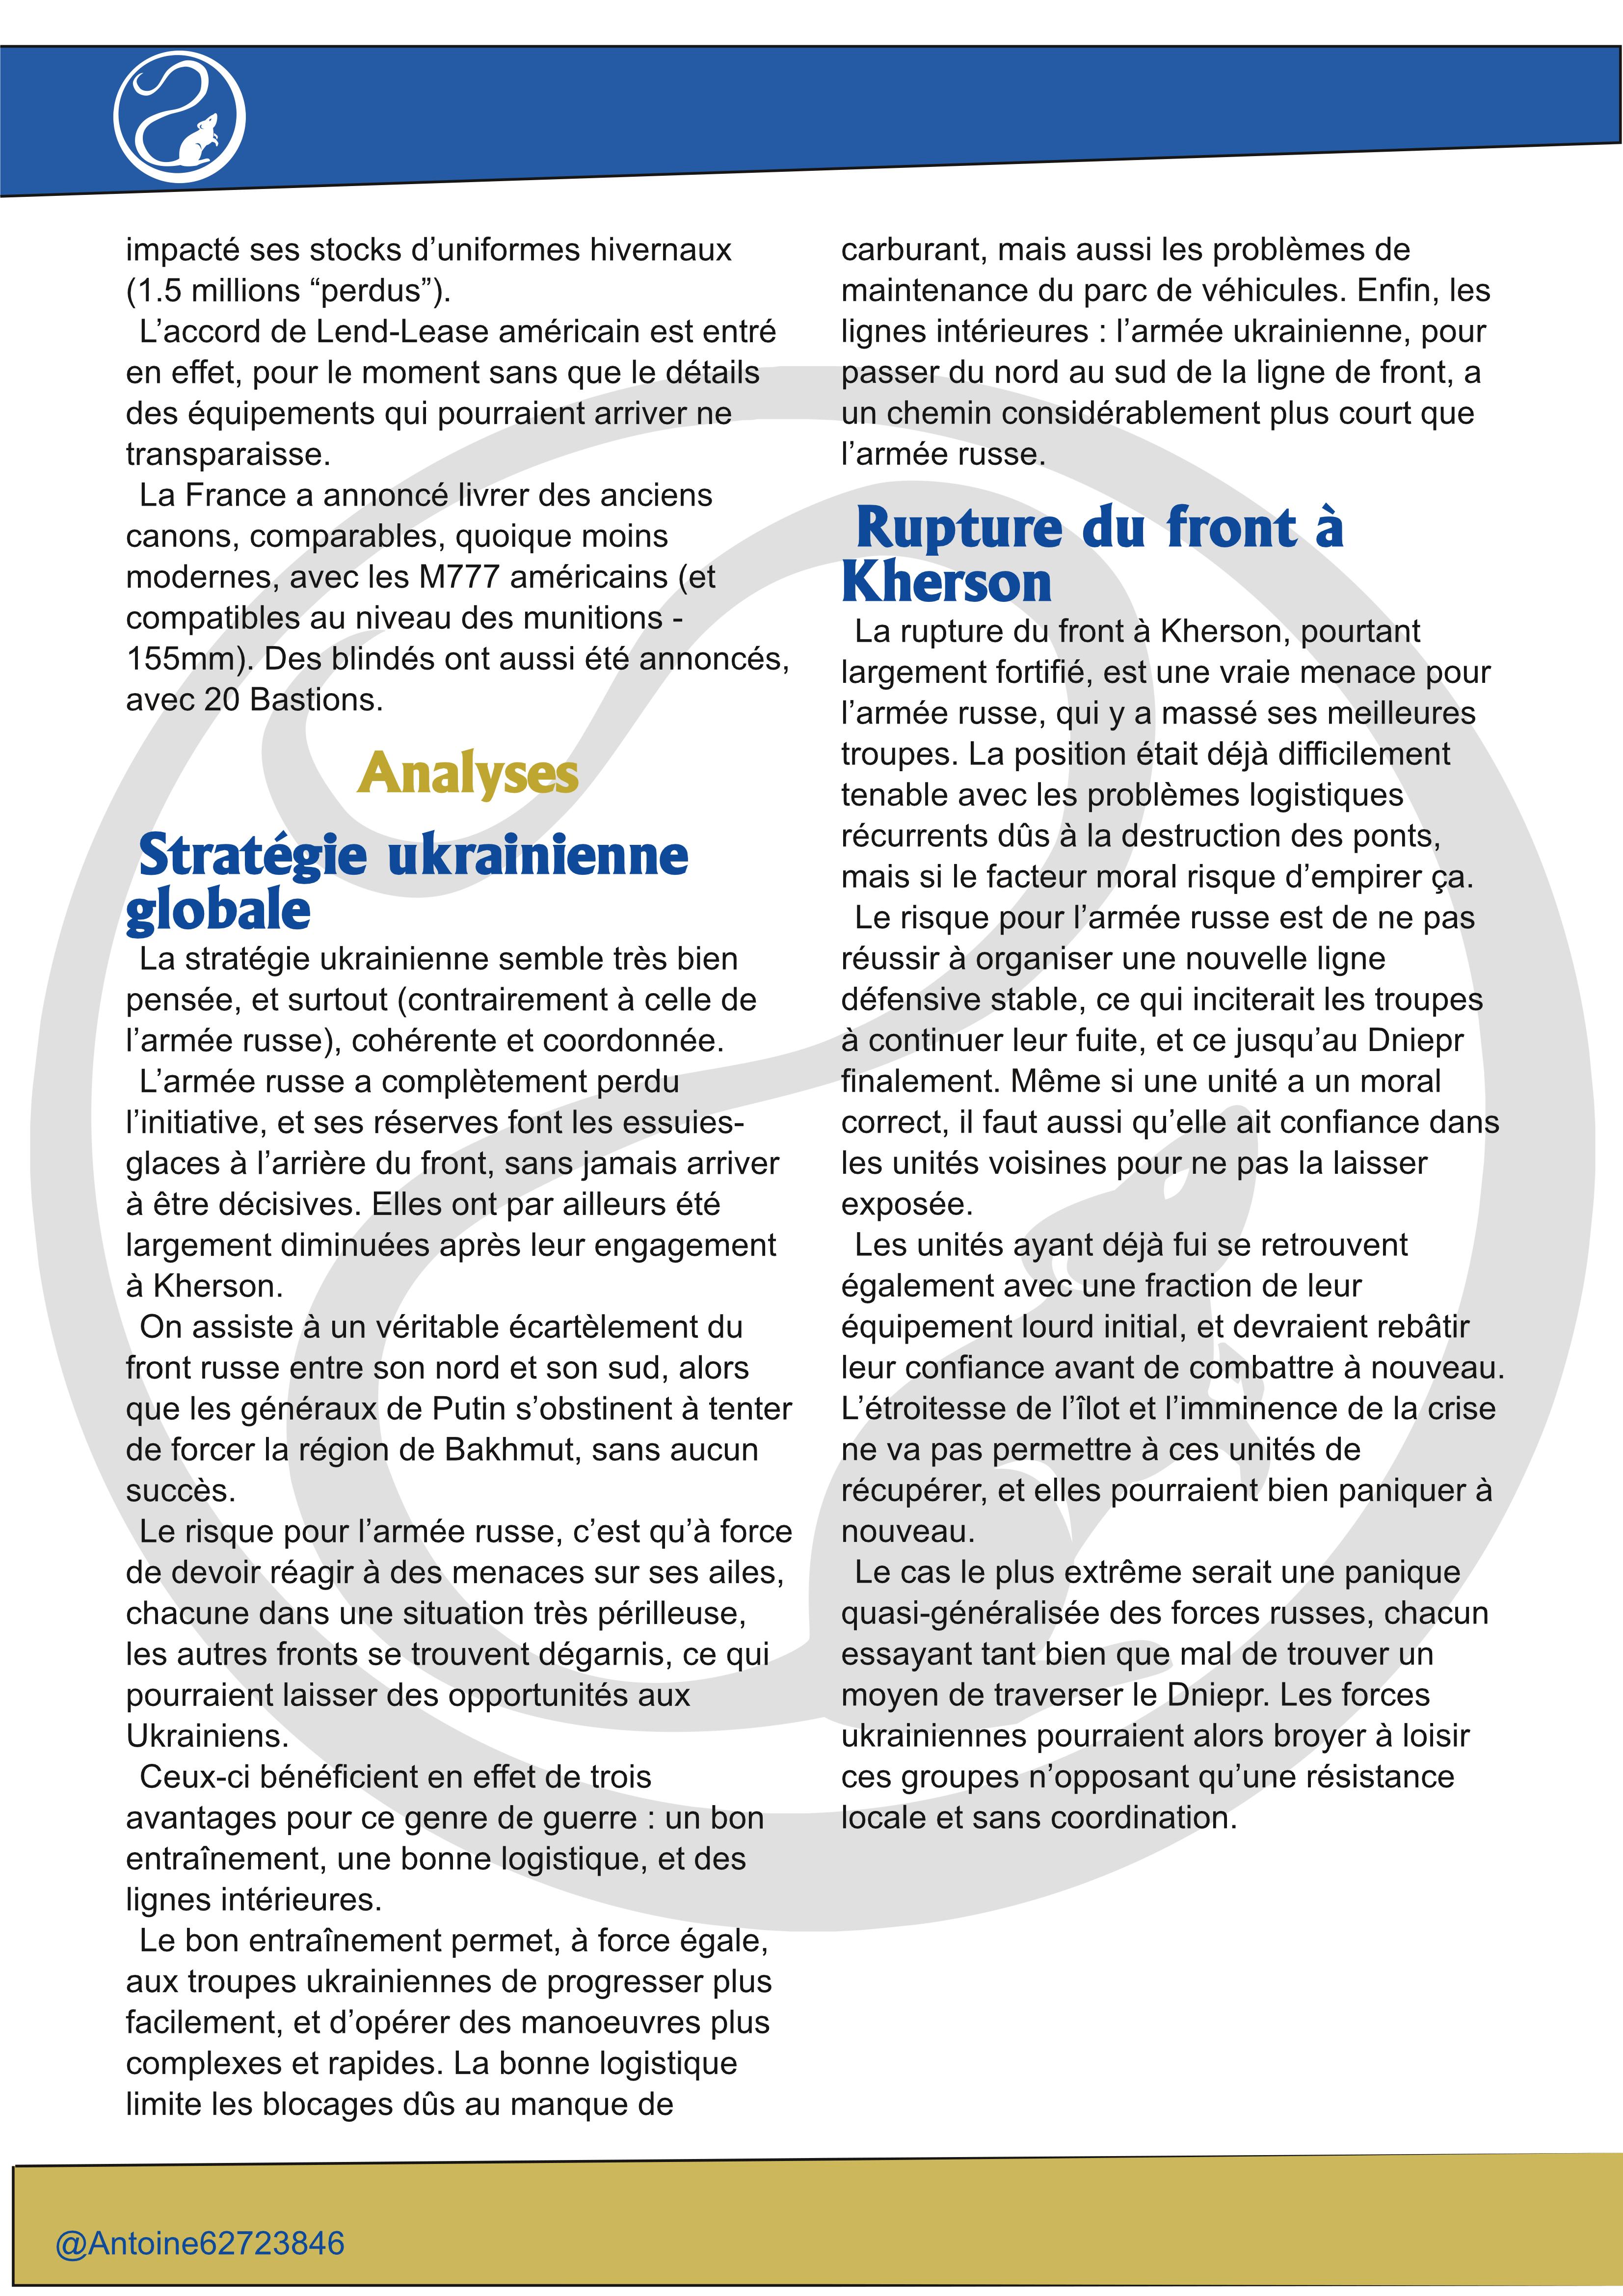 impacté ses stocks d’uniformes hivernaux
(1.5 millions “perdus”).
L’accord de Lend-Lease américain est entré
en effet, pour le moment sans que le détails
des équipements qui pourraient arriver ne
transparaisse.
La France a annoncé livrer des anciens
canons, comparables, quoique moins
modernes, avec les M777 américains (et
compatibles au niveau des munitions -
155mm). Des blindés ont aussi été annoncés,
avec 20 Bastions.
Analyses
Stratégie ukrainienne
globale
La stratégie ukrainienne semble très bien
pensée, et surtout (contrairement à celle de
l’armée russe), cohérente et coordonnée.
L’armée russe a complètement perdu
l’initiative, et ses réserves font les essuies-
glaces à l’arrière du front, sans jamais arriver
à être décisives. Elles ont par ailleurs été
largement diminuées après leur engagement
à Kherson.
On assiste à un véritable écartèlement du
front russe entre son nord et son sud, alors
que les généraux de Putin s’obstinent à tenter
de forcer la région de Bakhmut, sans aucun
succès.
Le risque pour l’armée russe, c’est qu’à force
de devoir réagir à des menaces sur ses ailes,
chacune dans une situation très périlleuse,
les autres fronts se trouvent dégarnis, ce qui
pourraient laisser des opportunités aux
Ukrainiens.
Ceux-ci bénéficient en effet de trois
avantages pour ce genre de guerre : un bon
entraînement, une bonne logistique, et des
lignes intérieures.
Le bon entraînement permet, à force égale,
aux troupes ukrainiennes de progresser plus
facilement, et d’opérer des manoeuvres plus
complexes et rapides. La bonne logistique
limite les blocages dûs au manque de
carburant, mais aussi les problèmes de
maintenance du parc de véhicules. Enfin, les
lignes intérieures : l’armée ukrainienne, pour
passer du nord au sud de la ligne de front, a
un chemin considérablement plus court que
l’armée russe.
Rupture du front à
Kherson
La rupture du front à Kherson, pourtant
largement fortifié, est une vraie menace pour
l’armée russe, qui y a massé ses meilleures
troupes. La position était déjà difficilement
tenable avec les problèmes logistiques
récurrents dûs à la destruction des ponts,
mais si le facteur moral risque d’empirer ça.
Le risque pour l’armée russe est de ne pas
réussir à organiser une nouvelle ligne
défensive stable, ce qui inciterait les troupes
à continuer leur fuite, et ce jusqu’au Dniepr
finalement. Même si une unité a un moral
correct, il faut aussi qu’elle ait confiance dans
les unités voisines pour ne pas la laisser
exposée.
Les unités ayant déjà fui se retrouvent
également avec une fraction de leur
équipement lourd initial, et devraient rebâtir
leur confiance avant de combattre à nouveau.
L’étroitesse de l’îlot et l’imminence de la crise
ne va pas permettre à ces unités de
récupérer, et elles pourraient bien paniquer à
nouveau.
Le cas le plus extrême serait une panique
quasi-généralisée des forces russes, chacun
essayant tant bien que mal de trouver un
moyen de traverser le Dniepr. Les forces
ukrainiennes pourraient alors broyer à loisir
ces groupes n’opposant qu’une résistance
locale et sans coordination.
@Antoine62723846